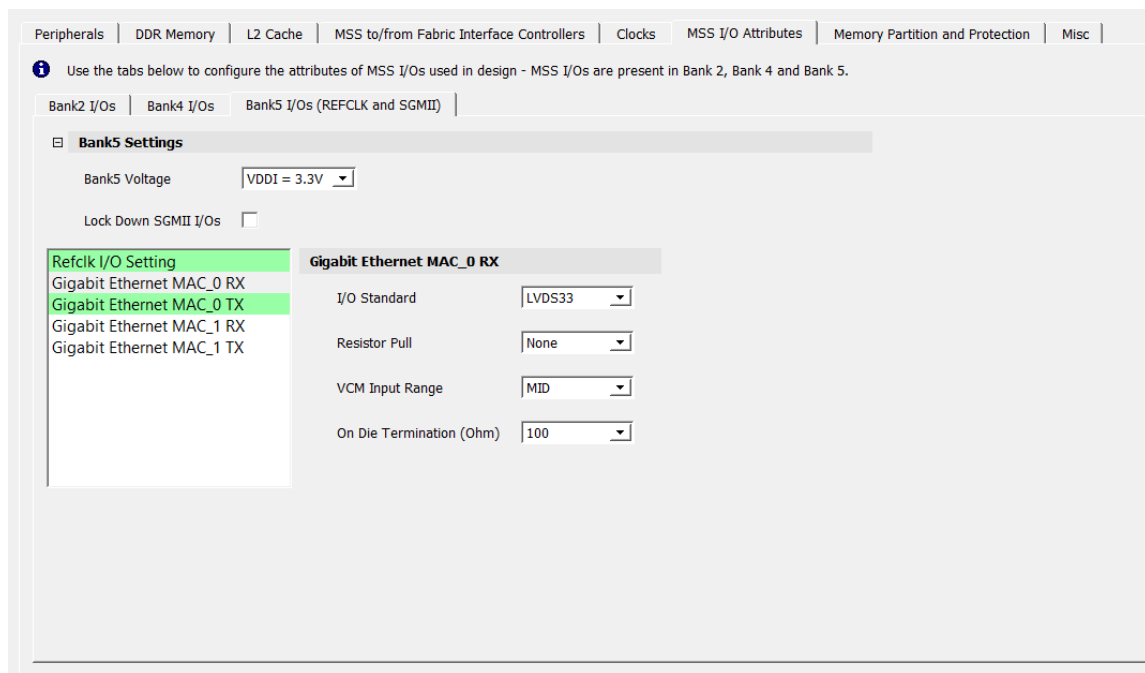 Peripherals DDR Memory L2 Cache MSS to/from Fabric Interface Controllers Clocks MSS I/O Attributes Memory Partition and Protection Misc
Use the tabs below to configure the attributes of MSS I/Os used in design - MSS I/Os are present in Bank 2, Bank 4 and Bank 5.
Bank2 I/Os Bank4 I/Os Bank5 I/Os (REFCLK and SGMII)
Bank5 Settings
Bank5 Voltage VDDI = 3.3V
Lock Down SGMII I/Os
Refclk I/O Setting
Gigabit Ethernet MAC_0 RX
Gigabit Ethernet MAC_0 TX
Gigabit Ethernet MAC_1 RX
Gigabit Ethernet MAC_1 TX
Gigabit Ethernet MAC_0 RX
I/O Standard LVDS33
Resistor Pull None
VCM Input Range MID
On Die Termination (Ohm) 100